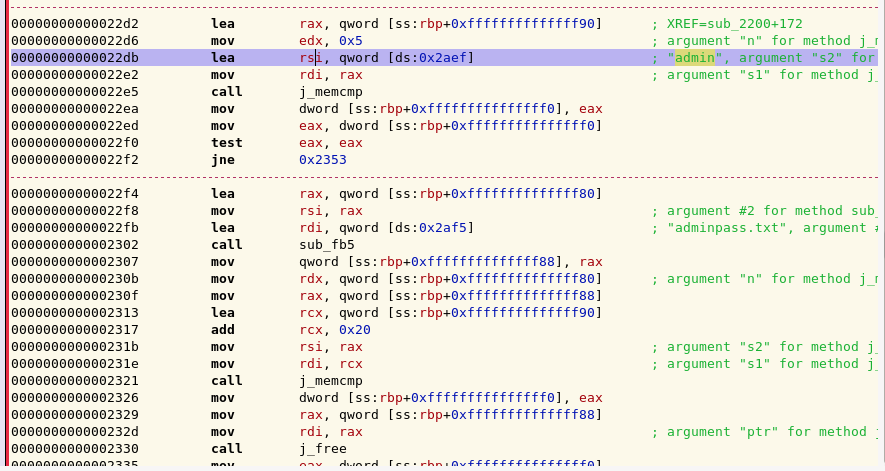 00000000000022d2 lea rax, qword [ss:rbp+0xffffffffffffff90] ; XREF=sub_2200+172
00000000000022d6 mov edx, 0x5 ; argument "n" for method j_
00000000000022db lea rsi, qword [ds:0x2aef] ; "admin", argument "s2" for
00000000000022e2 mov rdi, rax ; argument "s1" for method j_
00000000000022e5 call j_memcmp
00000000000022ea mov dword [ss:rbp+0xfffffffffffffff0], eax
00000000000022ed mov eax, dword [ss:rbp+0xfffffffffffffff0]
00000000000022f0 test eax, eax
00000000000022f2 jne 0x2353
00000000000022f4 lea rax, qword [ss:rbp+0xffffffffffffff80]
00000000000022f8 mov rsi, rax ; argument #2 for method sub_
00000000000022fb lea rdi, qword [ds:0x2af5] ; "adminpass.txt", argument #
0000000000002302 call sub_fb5
0000000000002307 mov qword [ss:rbp+0xffffffffffffff88], rax
000000000000230b mov rdx, qword [ss:rbp+0xffffffffffffff80] ; argument "n" for method j_
000000000000230f mov rax, qword [ss:rbp+0xffffffffffffff88]
0000000000002313 lea rcx, qword [ss:rbp+0xffffffffffffff90]
0000000000002317 add rcx, 0x20
000000000000231b mov rsi, rax ; argument "s2" for method j_
000000000000231e mov rdi, rcx ; argument "s1" for method j_
0000000000002321 call j_memcmp
0000000000002326 mov dword [ss:rbp+0xfffffffffffffff0], eax
0000000000002329 mov rax, qword [ss:rbp+0xffffffffffffff88]
000000000000232d mov rdi, rax ; argument "ptr" for method
0000000000002330 call j_free
0000000000002335 mov eax, dword [ss:rbp+0xfffffffffffffff0]